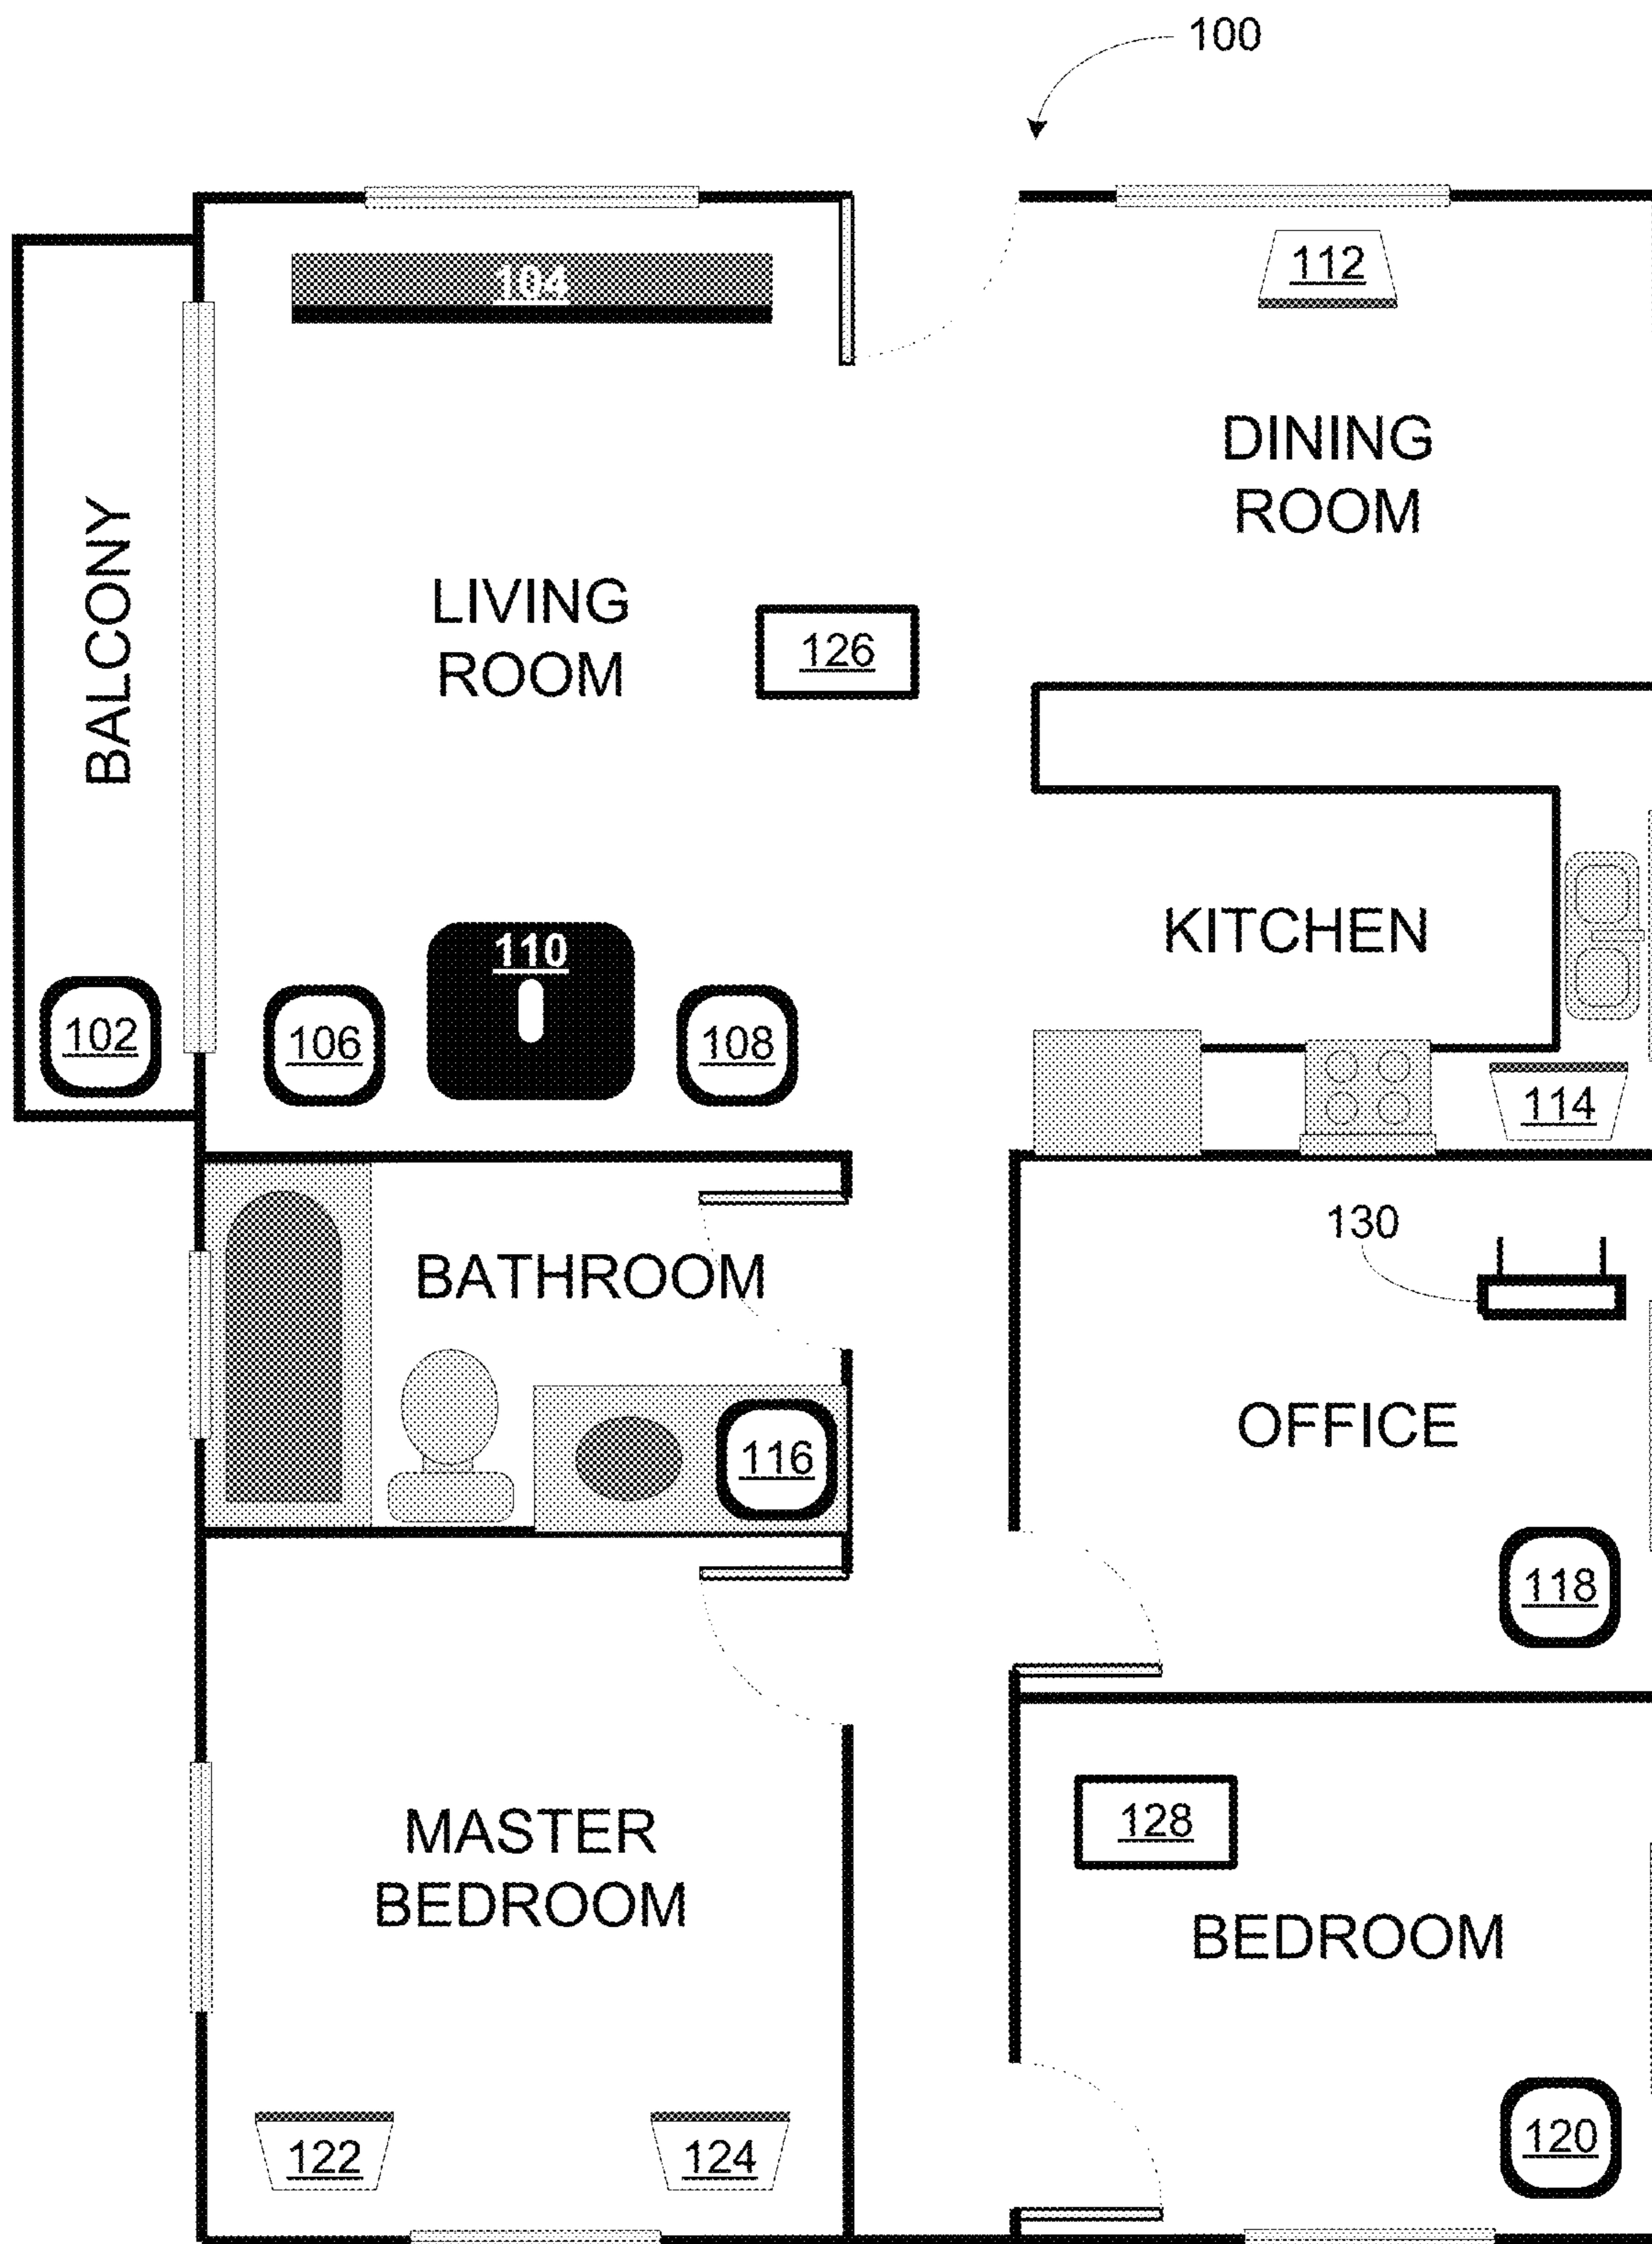 100
104
112
DINING
ROOM
BALCONY
LIVING
ROOM
126
KITCHEN
110
102
106
108
114
130
BATHROOM
OFFICE
116
118
128
MASTER
BEDROOM
BEDROOM
122
124
120